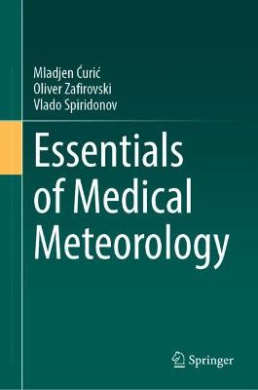 Mladjen Ćurić
Oliver Zafirovski
Vlado Spiridonov
Essentials
of Medical
Meteorology
Springer